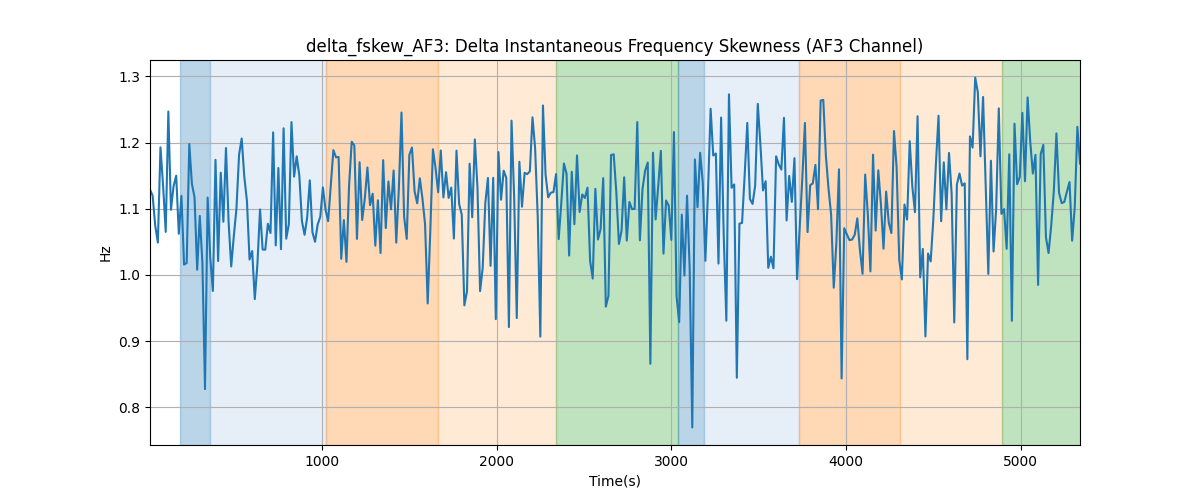 delta_fskew_AF3: Delta Instantaneous Frequency Skewness (AF3 Channel)
1.3
1.2
1.1
1.0
0.9
0.8
Hz
1000 2000 3000 4000 5000
Time(s)